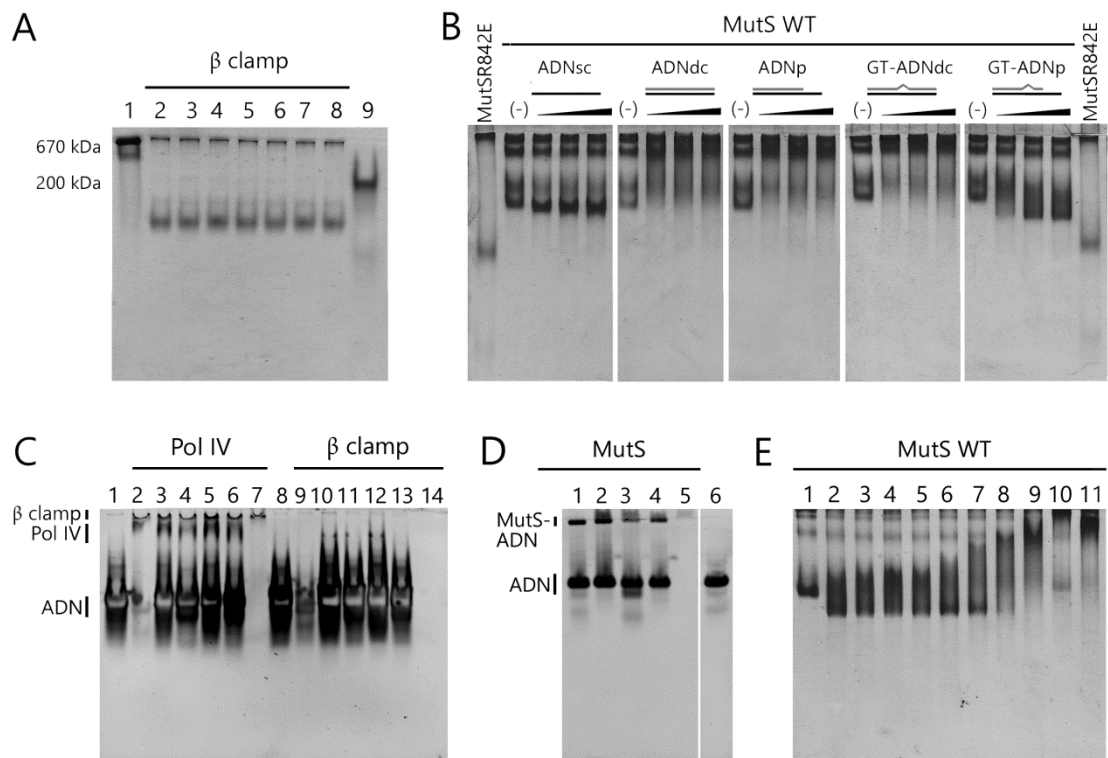 A
β clamp
1 2 3 4 5 6 7 8 9
670 kDa
200 kDa
B
MutS WT
MutSR842E
ADNsc
ADNdc
ADNp
GT-ADNdc
GT-ADNp
MutSR842E
(-)
(-)
(-)
(-)
(-)
C
Pol IV
β clamp
1 2 3 4 5 6 7 8 9 10 11 12 13 14
β clamp
Pol IV
ADN
D
MutS
1 2 3 4 5 6
MutS-
ADN
ADN
E
MutS WT
1 2 3 4 5 6 7 8 9 10 11